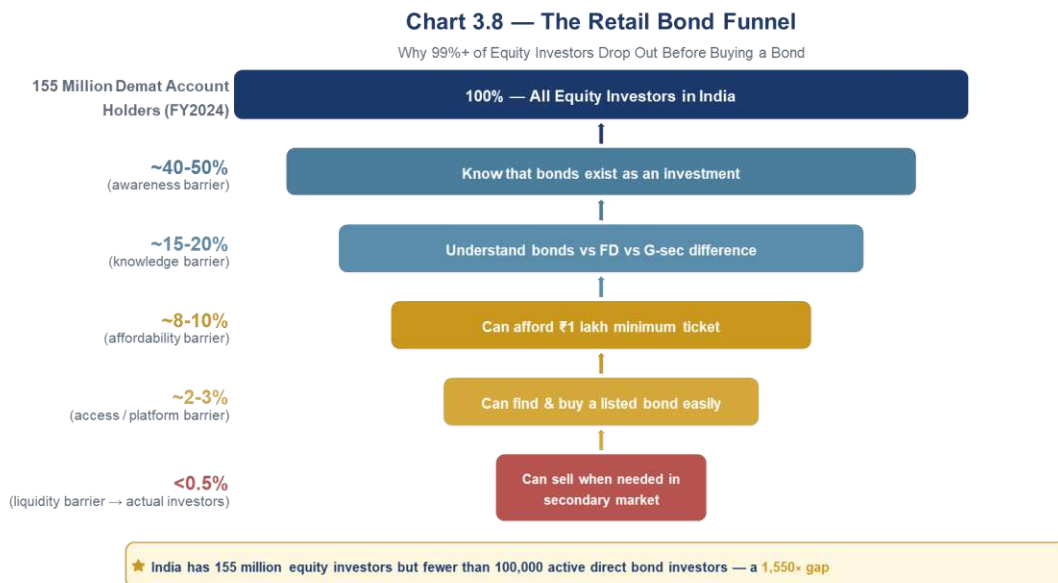 Chart 3.8 — The Retail Bond Funnel
Why 99%+ of Equity Investors Drop Out Before Buying a Bond
155 Million Demat Account
Holders (FY2024)
100% — All Equity Investors in India
~40-50%
(awareness barrier)
Know that bonds exist as an investment
~15-20%
(knowledge barrier)
Understand bonds vs FD vs G-sec difference
~8-10%
(affordability barrier)
Can afford ₹1 lakh minimum ticket
~2-3%
(access / platform barrier)
Can find & buy a listed bond easily
<0.5%
(liquidity barrier → actual investors)
Can sell when needed in
secondary market
★ India has 155 million equity investors but fewer than 100,000 active direct bond investors — a 1,550× gap